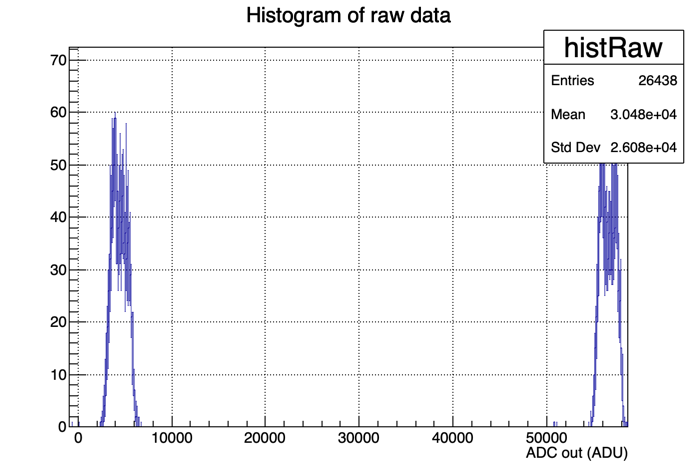 Histogram of raw data
histRaw
Entries 26438
Mean 3.048e+04
Std Dev 2.608e+04
70
60
50
40
30
20
10
0
0 10000 20000 30000 40000 50000
ADC out (ADU)